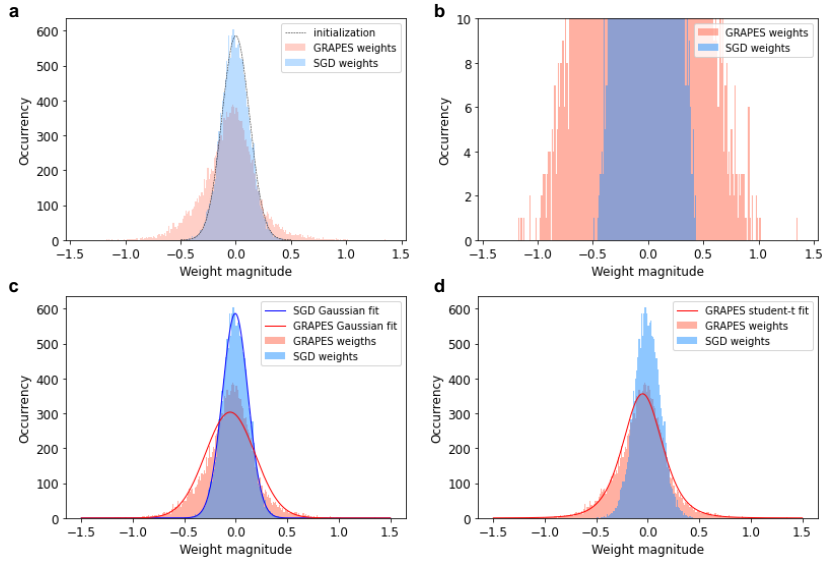 a
600
500
400
300
200
100
0
Occurrency
initialization
GRAPES weights
SGD weights
−1.5 −1.0 −0.5 0.0 0.5 1.0 1.5
Weight magnitude
b
10
8
6
4
2
0
Occurrency
GRAPES weights
SGD weights
−1.5 −1.0 −0.5 0.0 0.5 1.0 1.5
Weight magnitude
c
600
500
400
300
200
100
0
Occurrency
SGD Gaussian fit
GRAPES Gaussian fit
GRAPES weigths
SGD weights
−1.5 −1.0 −0.5 0.0 0.5 1.0 1.5
Weight magnitude
d
600
500
400
300
200
100
0
Occurrency
GRAPES student-t fit
GRAPES weights
SGD weights
−1.5 −1.0 −0.5 0.0 0.5 1.0 1.5
Weight magnitude